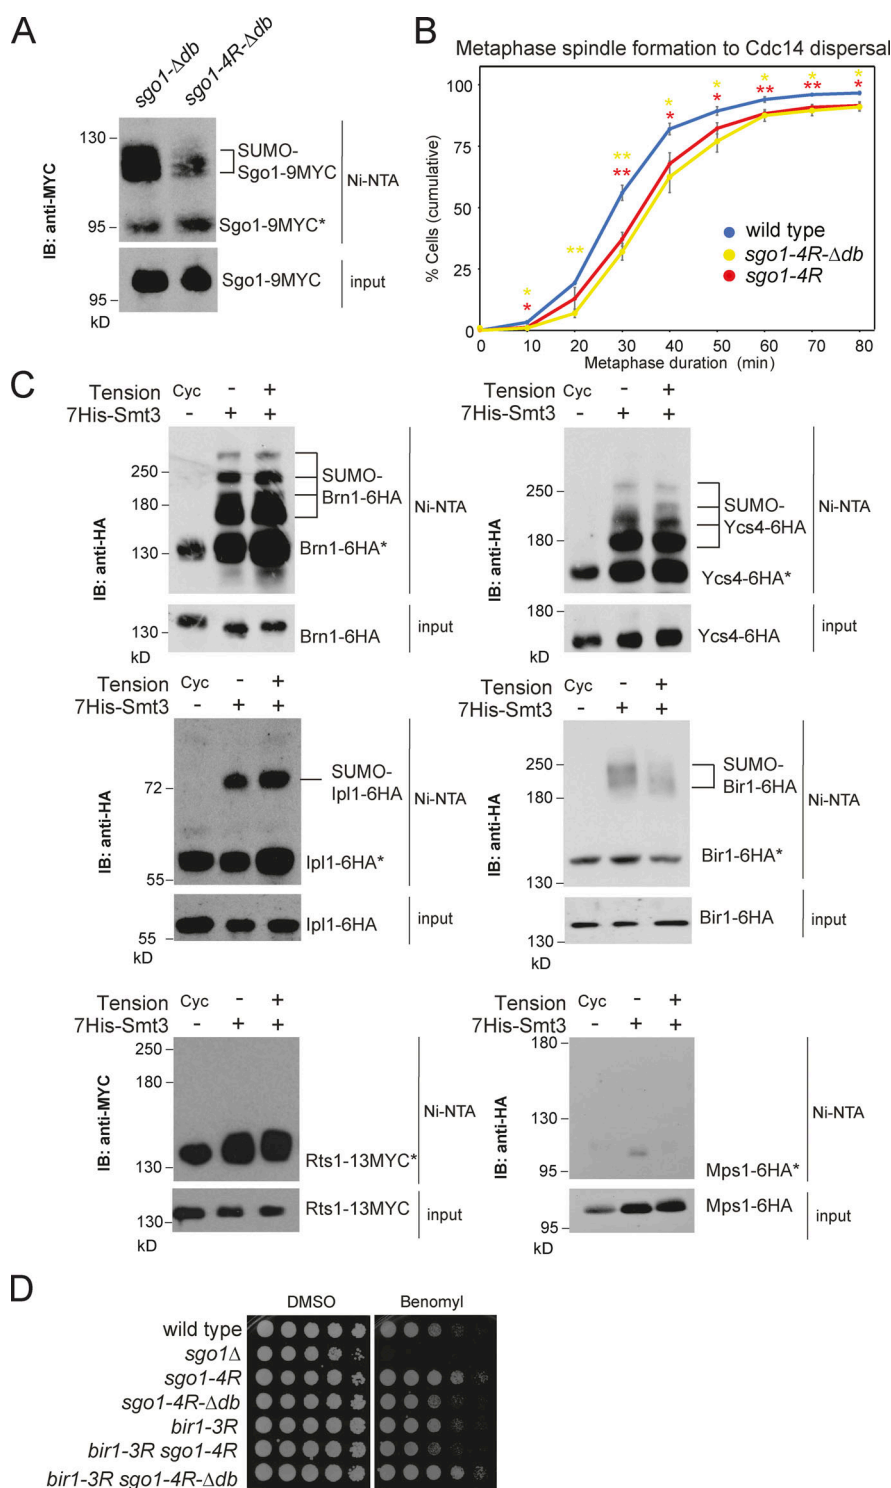 A
sgo1-Δdb
sgo1-4R-Δdb
IB: anti-MYC
130
95
SUMO-
Sgo1-9MYC
Sgo1-9MYC*
Ni-NTA
95
kD
Sgo1-9MYC
input
B
Metaphase spindle formation to Cdc14 dispersal
% Cells (cumulative)
100
75
50
25
0
* * * * * * * *
** ** ** **
wild type
sgo1-4R-Δdb
sgo1-4R
0 10 20 30 40 50 60 70 80
Metaphase duration (min)
C
Tension Cyc - +
7His-Smt3 - + +
IB: anti-HA
250
180
130
SUMO-
Brn1-6HA
Brn1-6HA*
Ni-NTA
130
kD
Brn1-6HA
input
Tension Cyc - +
7His-Smt3 - + +
IB: anti-HA
250
180
SUMO-
Ycs4-6HA
Ycs4-6HA*
Ni-NTA
180
130
kD
Ycs4-6HA
input
Tension Cyc - +
7His-Smt3 - + +
IB: anti-HA
72
55
SUMO-
Ipl1-6HA
Ipl1-6HA*
Ni-NTA
55
kD
Ipl1-6HA
input
Tension Cyc - +
7His-Smt3 - + +
IB: anti-HA
250
180
130
SUMO-
Bir1-6HA
Bir1-6HA*
Ni-NTA
130
kD
Bir1-6HA
input
Tension Cyc - +
7His-Smt3 - + +
IB: anti-MYC
250
180
130
Rts1-13MYC*
Ni-NTA
130
kD
Rts1-13MYC
input
Tension Cyc - +
7His-Smt3 - + +
IB: anti-HA
180
130
95
Mps1-6HA*
Ni-NTA
95
kD
Mps1-6HA
input
D
DMSO Benomyl
wild type
sgo1Δ
sgo1-4R
sgo1-4R-Δdb
bir1-3R
bir1-3R sgo1-4R
bir1-3R sgo1-4R-Δdb